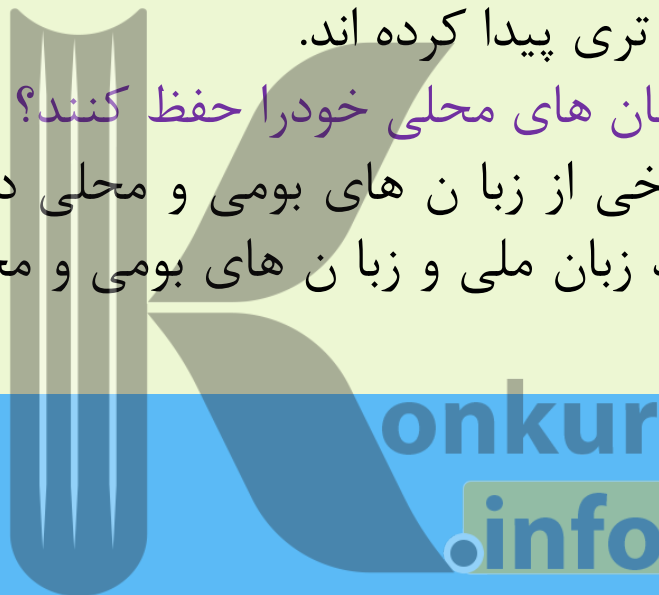 تری پیدا کرده اند.
ان های محلی خودرا حفظ کنند؟
خی از زبا ن های بومی و محلی د
زبان ملی و زبا ن های بومی و مح
onkur
.info